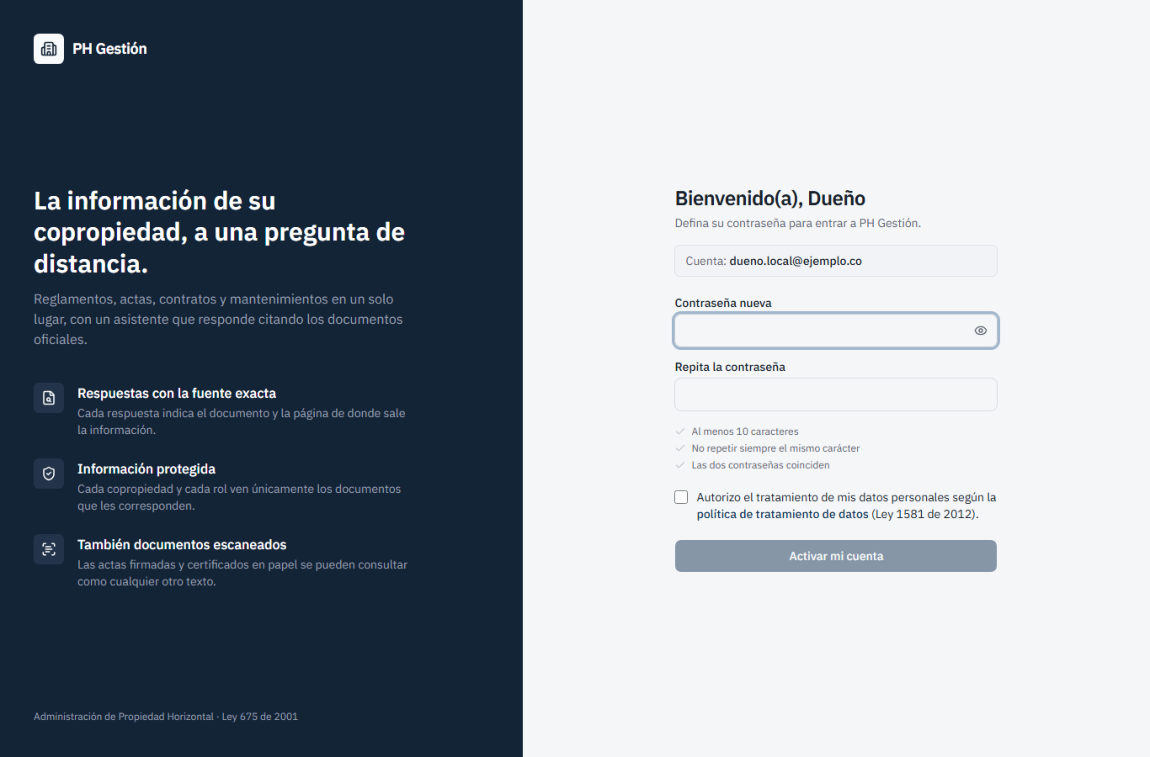 PH Gestión
La información de su
copropiedad, a una pregunta de
distancia.
Reglamentos, actas, contratos y mantenimientos en un solo
lugar, con un asistente que responde citando los documentos
oficiales.
Respuestas con la fuente exacta
Cada respuesta indica el documento y la página de donde sale
la información.
Información protegida
Cada copropiedad y cada rol ven únicamente los documentos
que les corresponden.
También documentos escaneados
Las actas firmadas y certificados en papel se pueden consultar
como cualquier otro texto.
Administración de Propiedad Horizontal · Ley 675 de 2001
Bienvenido(a), Dueño
Defina su contraseña para entrar a PH Gestión.
Cuenta: dueno.local@ejemplo.co
Contraseña nueva
Repita la contraseña
Al menos 10 caracteres
No repetir siempre el mismo carácter
Las dos contraseñas coinciden
Autorizo el tratamiento de mis datos personales según la
política de tratamiento de datos (Ley 1581 de 2012).
Activar mi cuenta